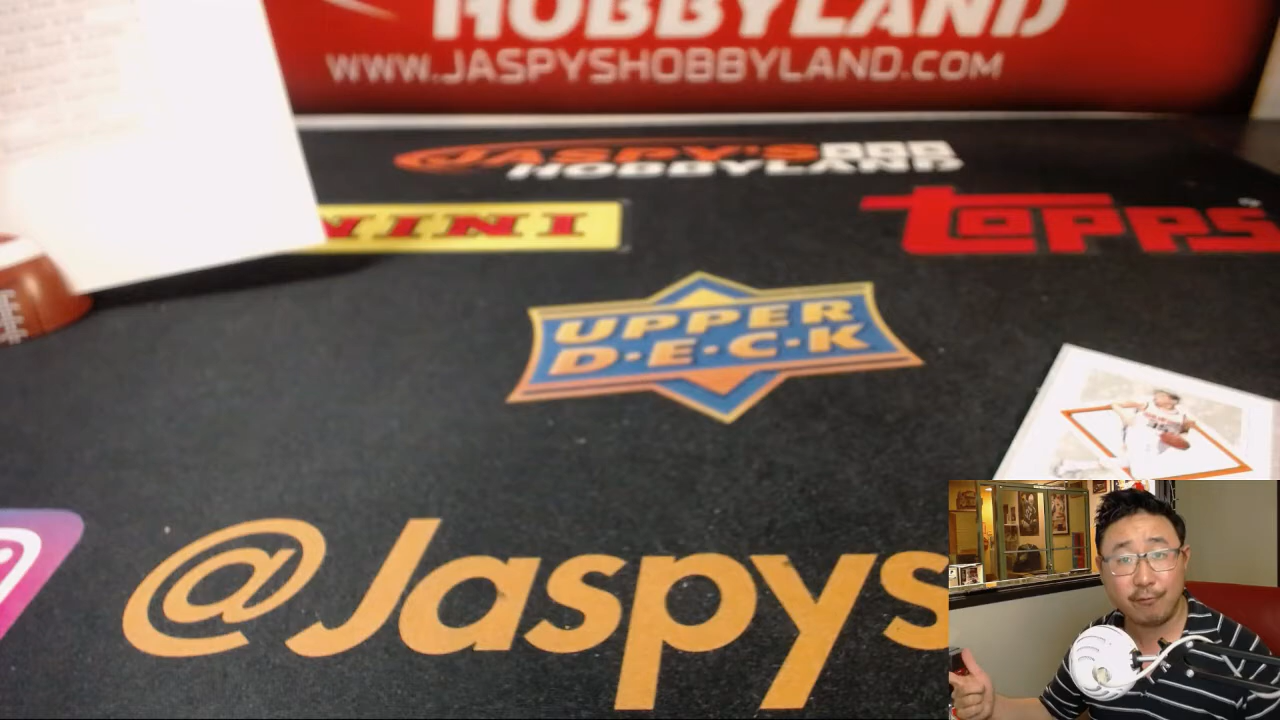 HOBBYLAND
WWW.JASPYSHOBBYLAND.COM
JASPY'S
HOBBYLAND
NINI
topps
UPPER
D·E·C·K
@Jaspys